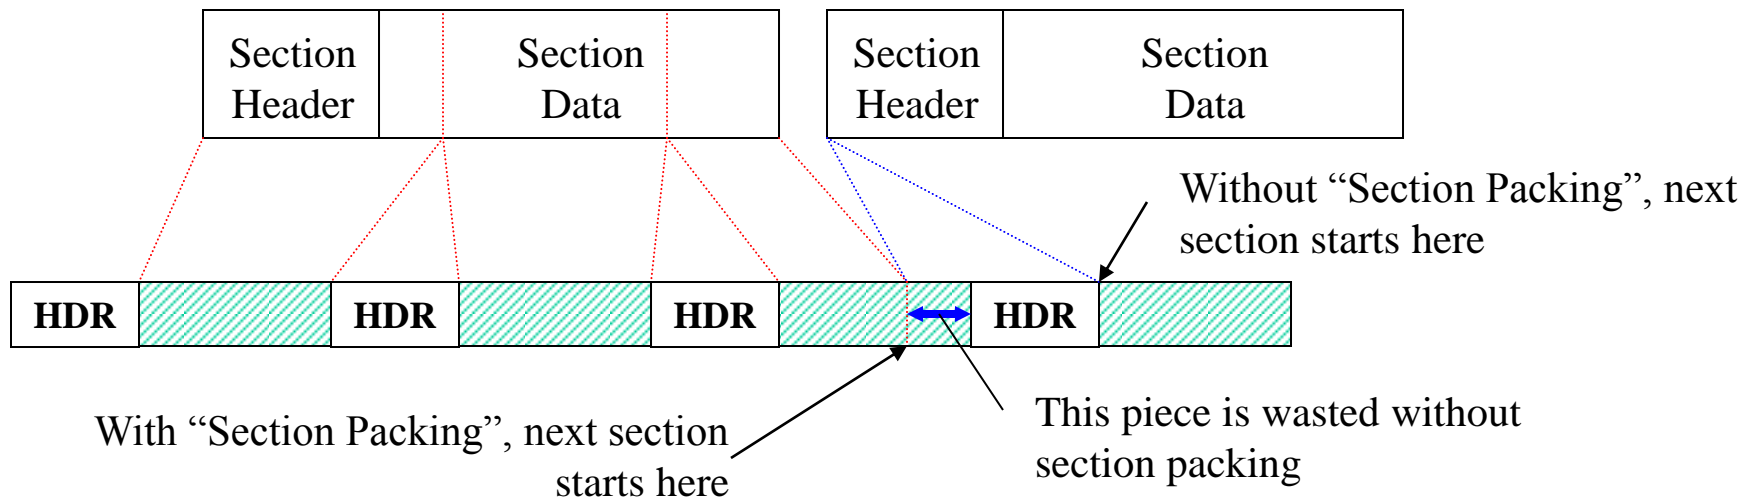 Section
Header
Section
Data
Section
Header
Section
Data
Without “Section Packing”, next
section starts here
HDR
HDR
HDR
HDR
With “Section Packing”, next section
starts here
This piece is wasted without
section packing